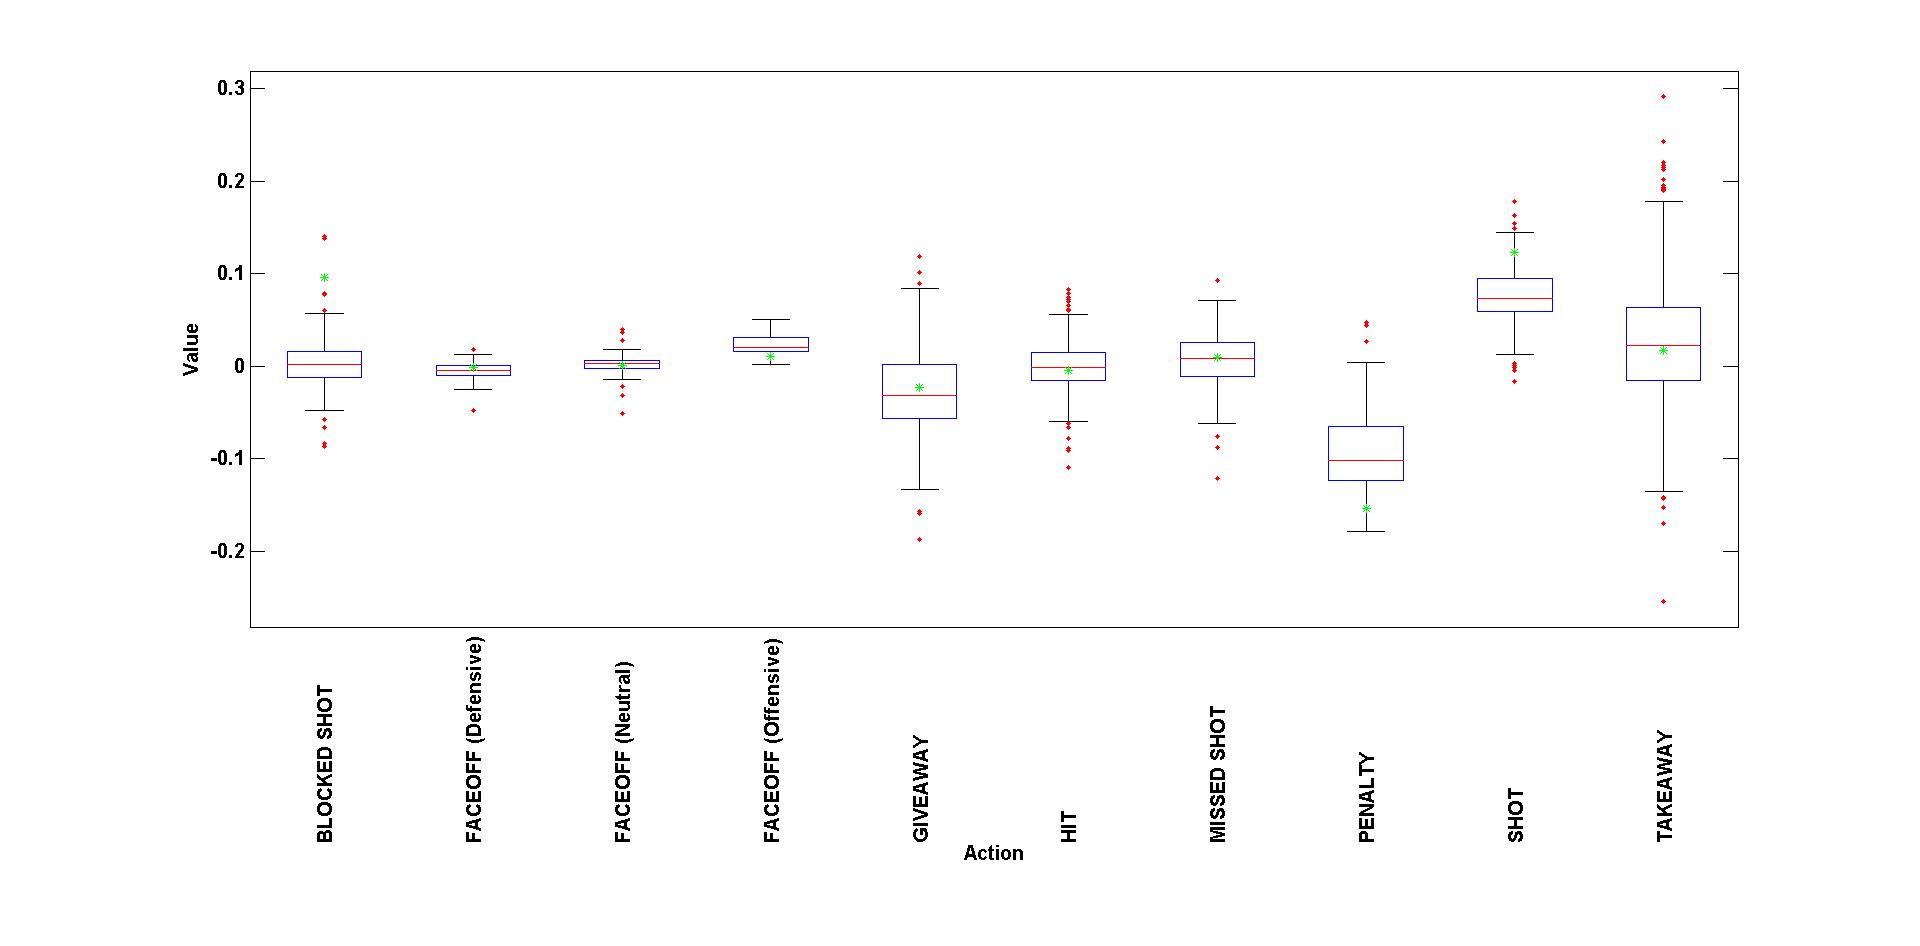 0.3
0.2
0.1
0
-0.1
-0.2
Value
BLOCKED SHOT
FACEOFF (Defensive)
FACEOFF (Neutral)
FACEOFF (Offensive)
GIVEAWAY
HIT
MISSED SHOT
PENALTY
SHOT
TAKEAWAY
Action